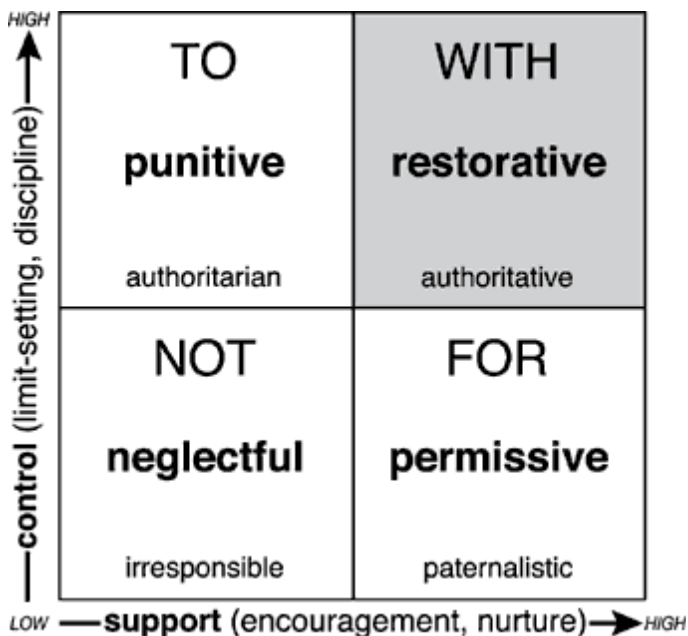 HIGH
TO
WITH
punitive
restorative
authoritarian
authoritative
control (limit-setting, discipline)
NOT
FOR
neglectful
permissive
irresponsible
paternalistic
LOW
support (encouragement, nurture)
HIGH